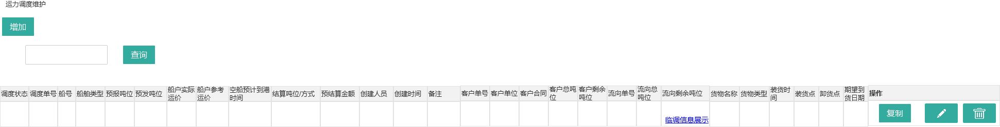 运力调度维护
增加
查询
调度状态 调度单号 船号 船舶类型 预报吨位 预发吨位 船户实际运价 船户参考运价 空船预计到港时间 结算吨位/方式 预结算金额 创建人员 创建时间 备注 客户单号 客户单位 客户合同 客户总吨位 客户剩余吨位 流向单号 流向总吨位 流向剩余吨位 货物名称 货物类型 装货时间 装货点 卸货点 期望到货日期 操作
临调信息展示 复制